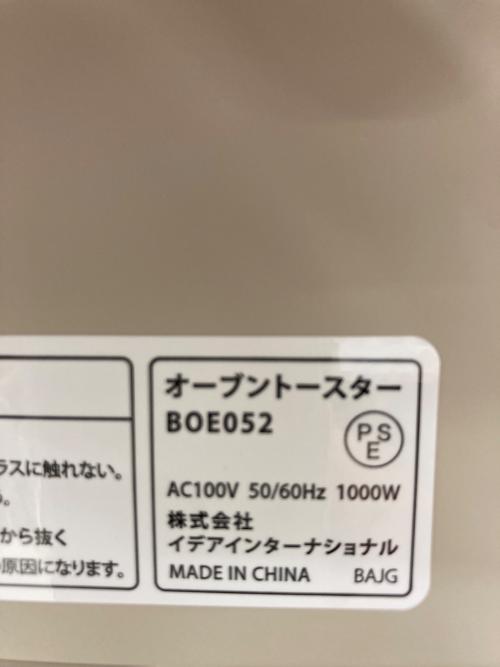 ラスに触れない。
る。
から抜く
原因になります。
オーブントースター
BOE052
PSE
AC100V 50/60Hz 1000W
株式会社
イデアインターナショナル
MADE IN CHINA BAJG